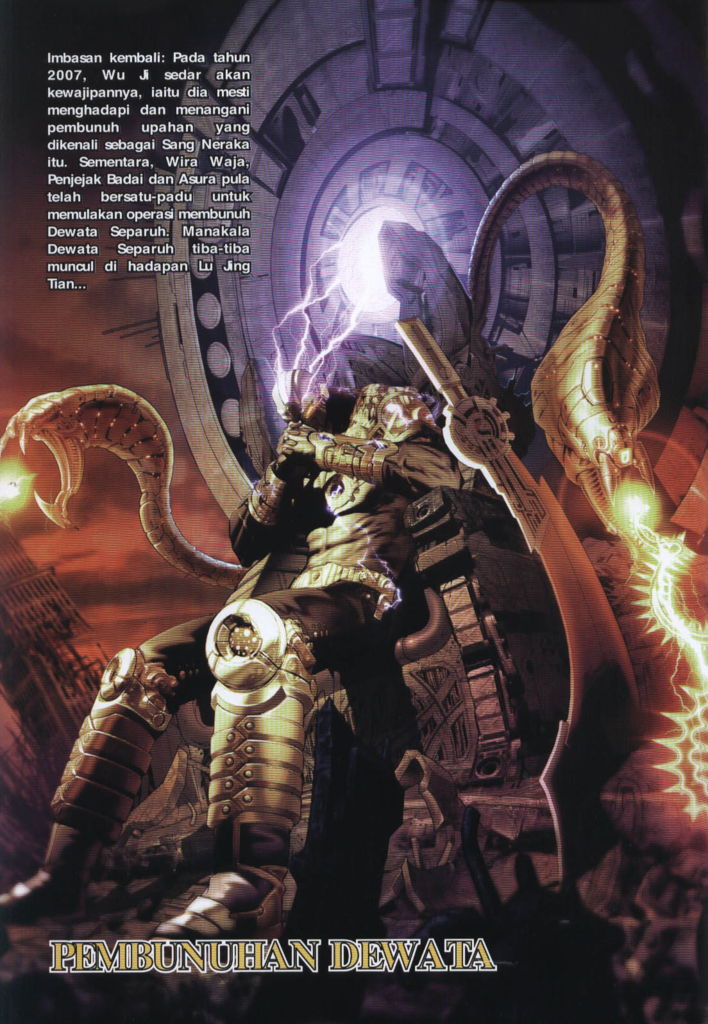 Imbasan kembali: Pada tahun
2007, Wu Ji sedar akan
kewajipannya, iaitu dia mesti
menghadapi dan menangani
pembunuh upahan yang
dikenali sebagai Sang Neraka
itu. Sementara, Wira Waja,
Penjejak Badai dan Asura pula
telah bersatu-padu untuk
memulakan operasi membunuh
Dewata Separuh. Manakala
Dewata Separuh tiba-tiba
muncul di hadapan Lu Jing
Tian...
PEMBUNUHAN DEWATA